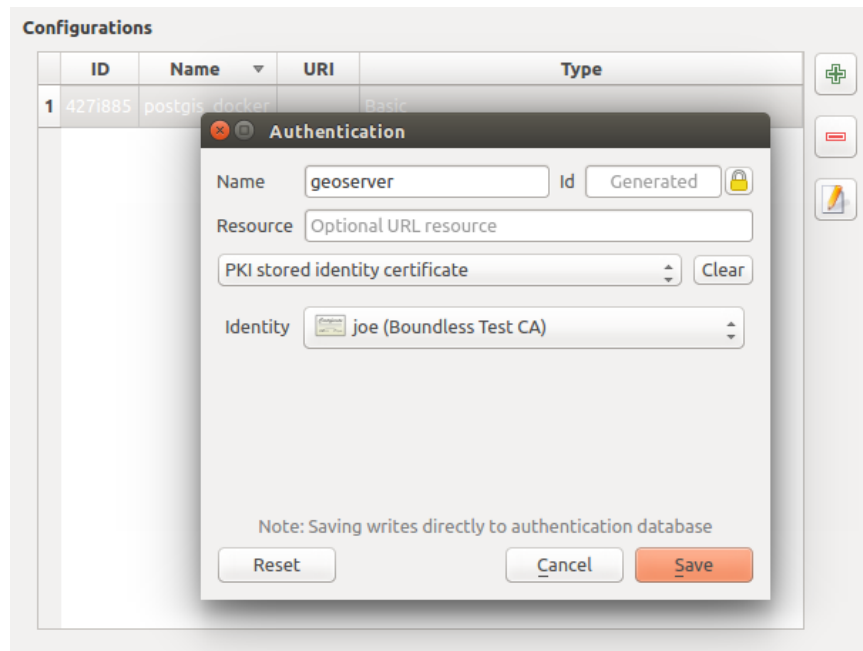 Configurations
ID Name URI Type
1 427i885 postgis_docker Basic
Authentication
Name geoserver Id Generated
Resource Optional URL resource
PKI stored identity certificate Clear
Identity joe (Boundless Test CA)
Note: Saving writes directly to authentication database
Reset Cancel Save